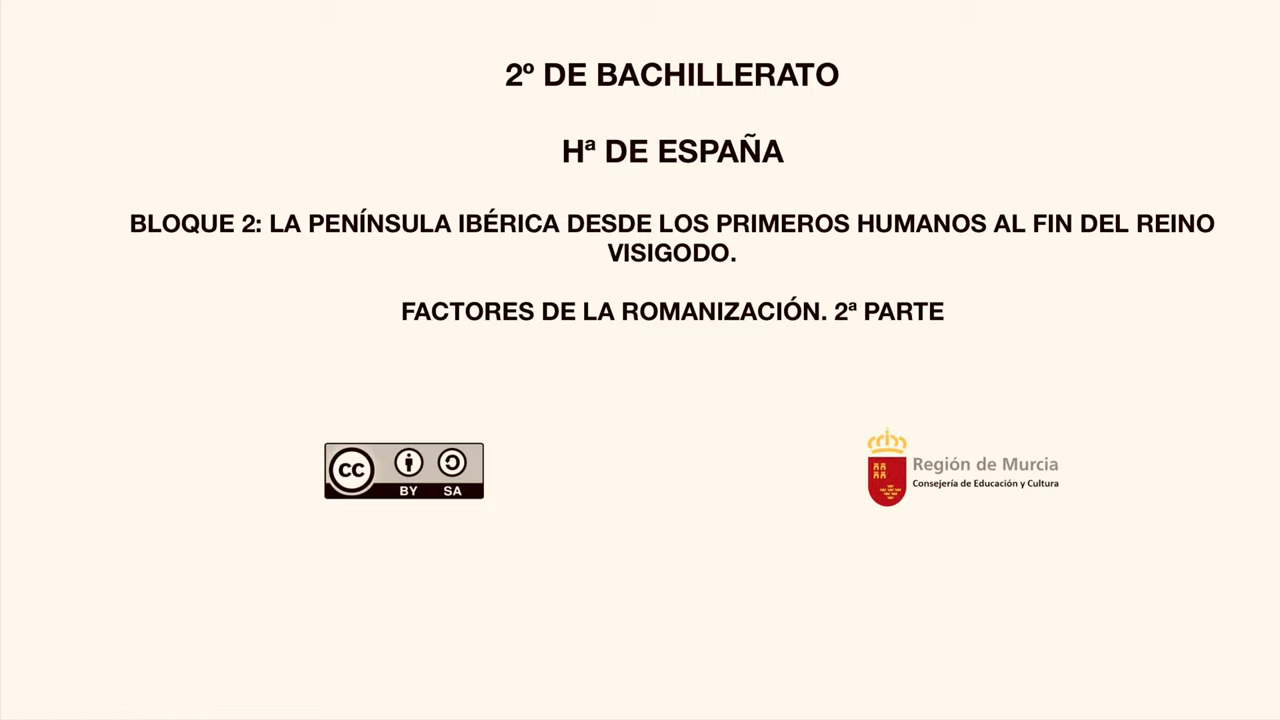 2º DE BACHILLERATO
Hª DE ESPAÑA
BLOQUE 2: LA PENÍNSULA IBÉRICA DESDE LOS PRIMEROS HUMANOS AL FIN DEL REINO
VISIGODO.
FACTORES DE LA ROMANIZACIÓN. 2ª PARTE
cc
BY SA
Región de Murcia
Consejería de Educación y Cultura